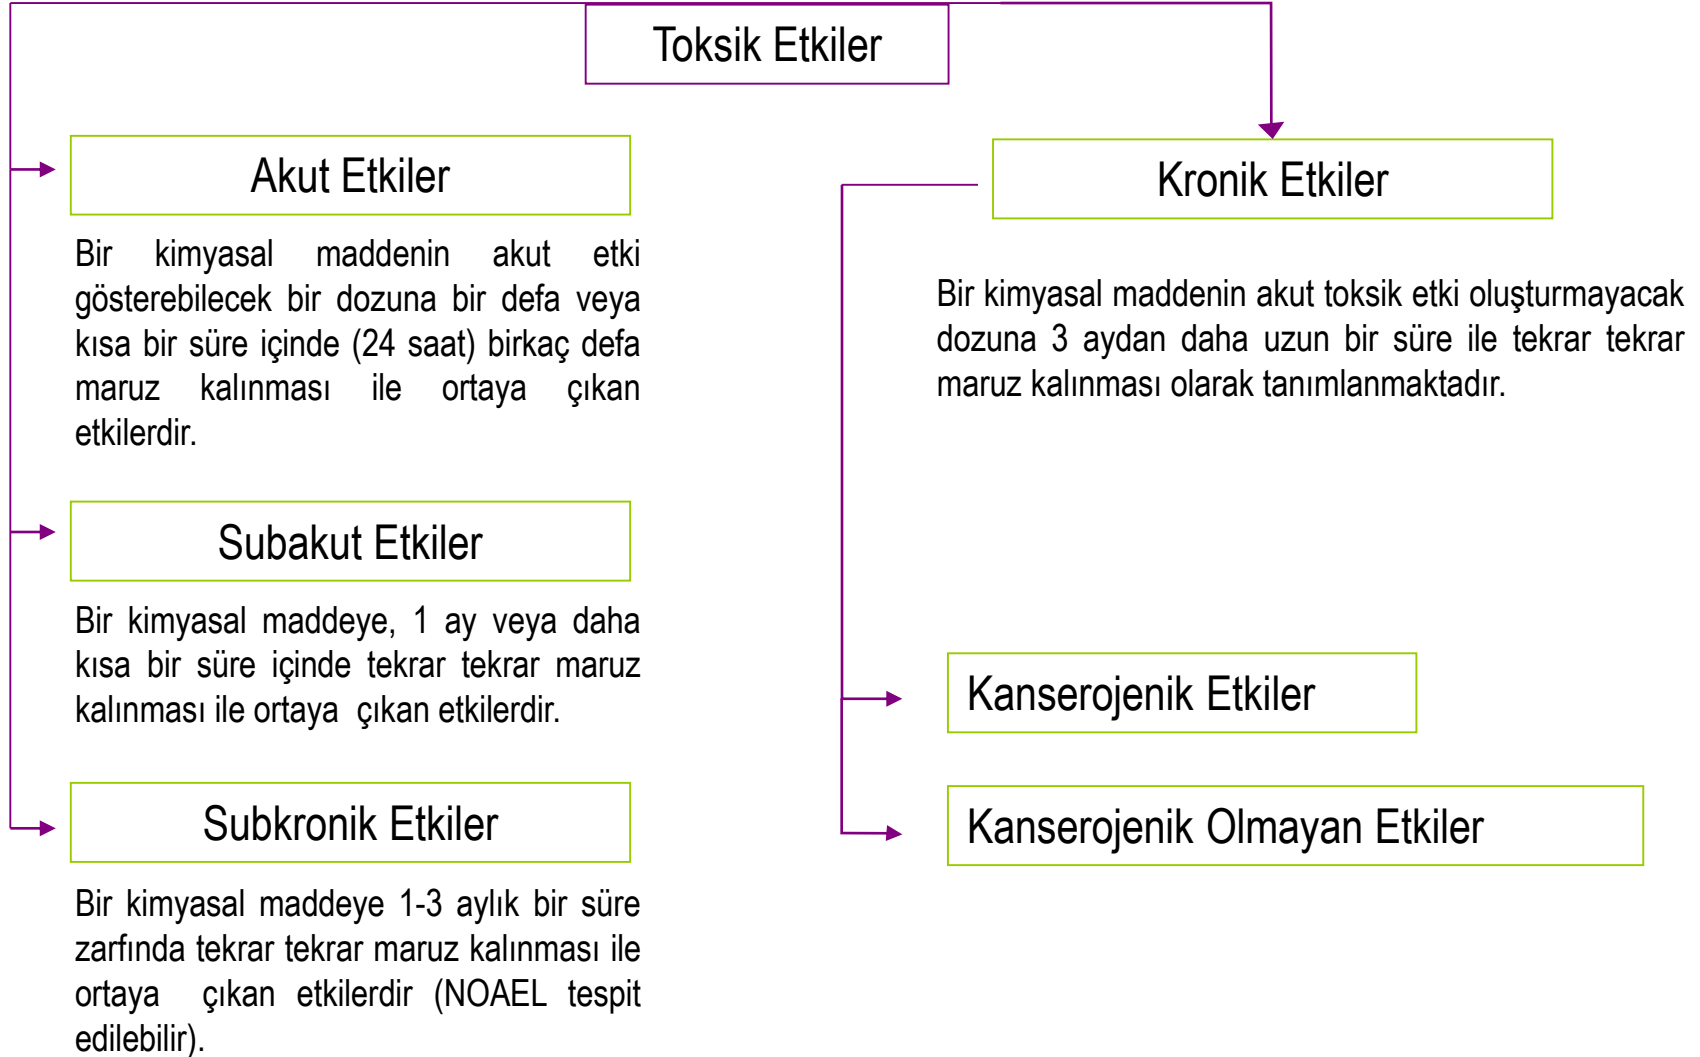 Toksik Etkiler
Akut Etkiler
Bir kimyasal maddenin akut etki
gösterebilecek bir dozuna bir defa veya
kısa bir süre içinde (24 saat) birkaç defa
maruz kalınması ile ortaya çıkan
etkilerdir.
Subakut Etkiler
Bir kimyasal maddeye, 1 ay veya daha
kısa bir süre içinde tekrar tekrar maruz
kalınması ile ortaya çıkan etkilerdir.
Subkronik Etkiler
Bir kimyasal maddeye 1-3 aylık bir süre
zarfında tekrar tekrar maruz kalınması ile
ortaya çıkan etkilerdir (NOAEL tespit
edilebilir).
Kronik Etkiler
Bir kimyasal maddenin akut toksik etki oluşturmayacak
dozuna 3 aydan daha uzun bir süre ile tekrar tekrar
maruz kalınması olarak tanımlanmaktadır.
Kanserojenik Etkiler
Kanserojenik Olmayan Etkiler